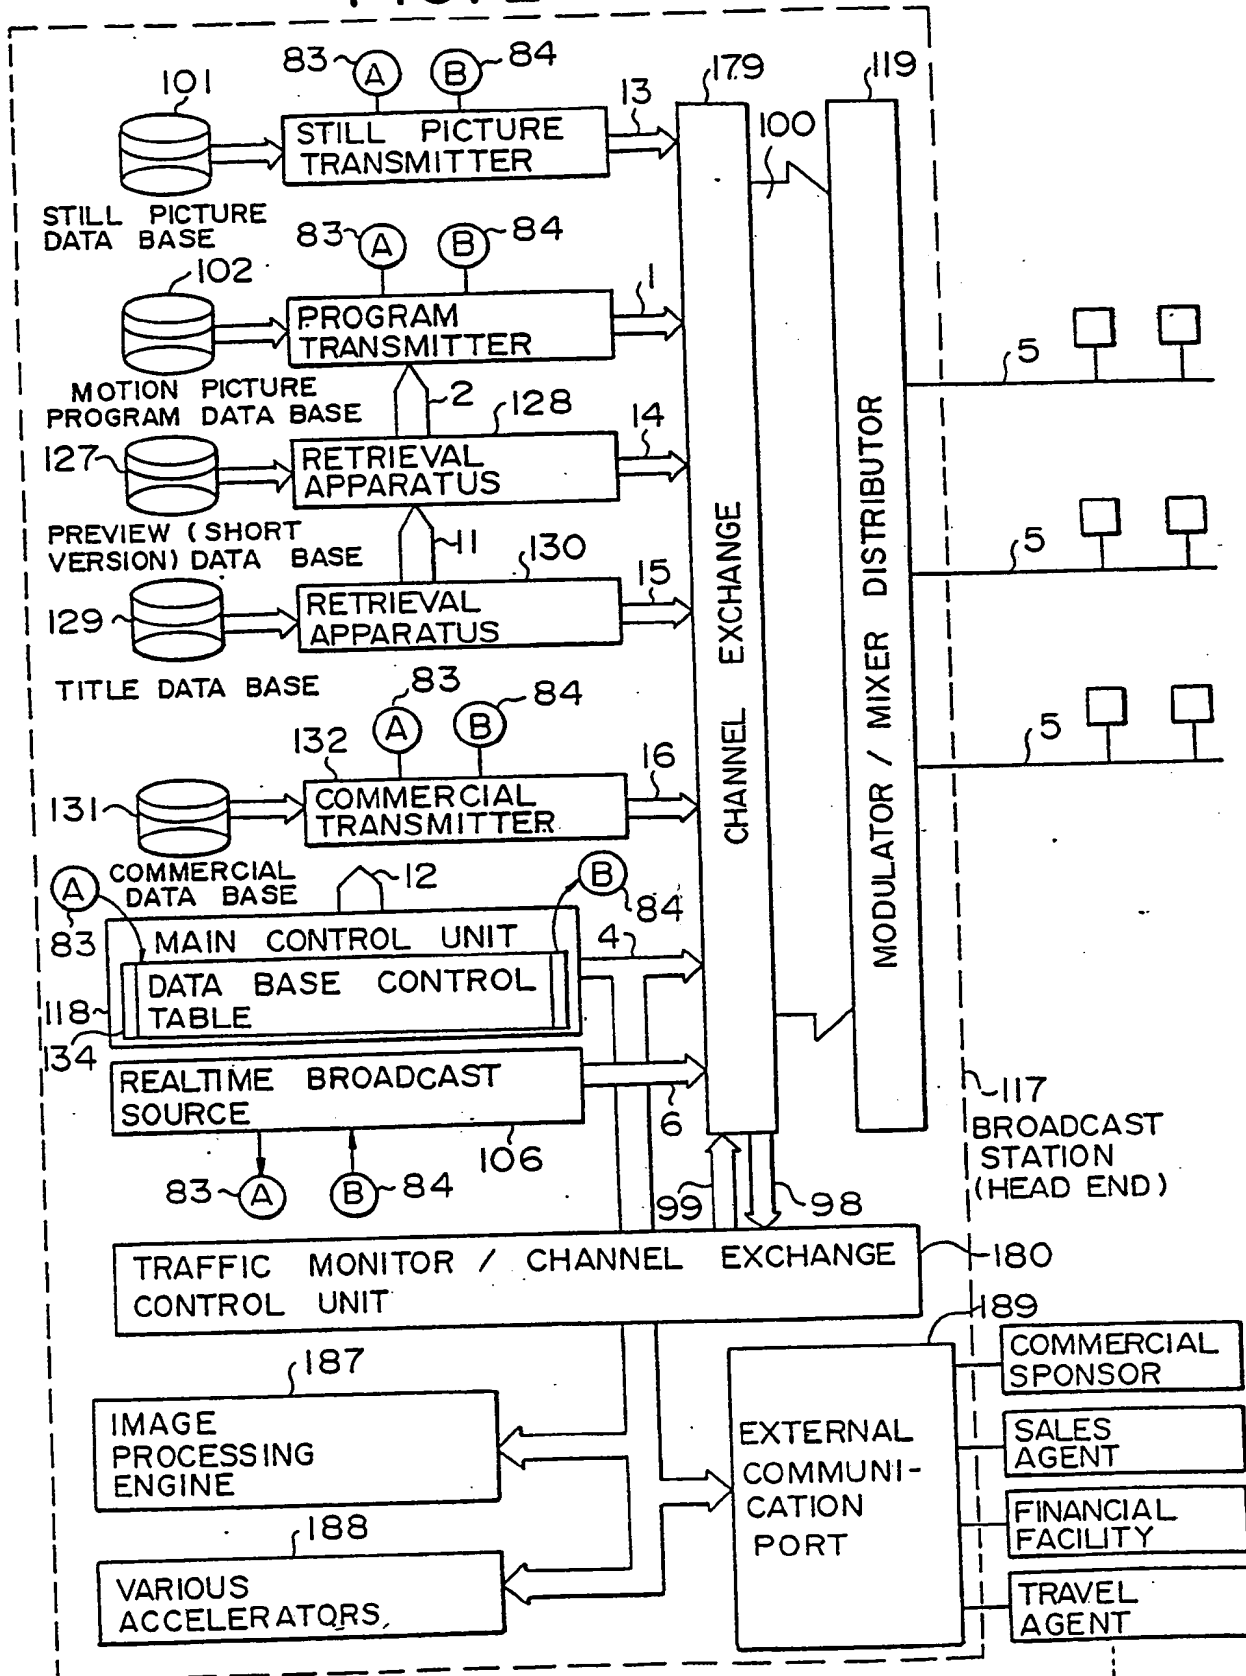 83 A B 84
101
STILL PICTURE
TRANSMITTER
13
179
119
100
STILL PICTURE
DATA BASE
83 A B 84
102
PROGRAM
TRANSMITTER
1
MOTION PICTURE
PROGRAM DATA BASE
2
128
127
RETRIEVAL
APPARATUS
14
PREVIEW (SHORT
VERSION) DATA BASE
11
130
129
RETRIEVAL
APPARATUS
15
TITLE DATA BASE
83
A B 84
132
131
COMMERCIAL
TRANSMITTER
16
COMMERCIAL
DATA BASE
CHANNEL EXCHANGE
MODULATOR / MIXER DISTRIBUTOR
5
5
5
A
83
12
B
84
MAIN CONTROL UNIT
DATA BASE CONTROL
TABLE
118
134
4
REALTIME BROADCAST
SOURCE
106
6
83 A B 84
99
98
117
BROADCAST
STATION
(HEAD END)
TRAFFIC MONITOR / CHANNEL EXCHANGE
CONTROL UNIT
180
187
IMAGE
PROCESSING
ENGINE
188
VARIOUS
ACCELERATORS
189
EXTERNAL
COMMUNI-
CATION
PORT
COMMERCIAL
SPONSOR
SALES
AGENT
FINANCIAL
FACILITY
TRAVEL
AGENT